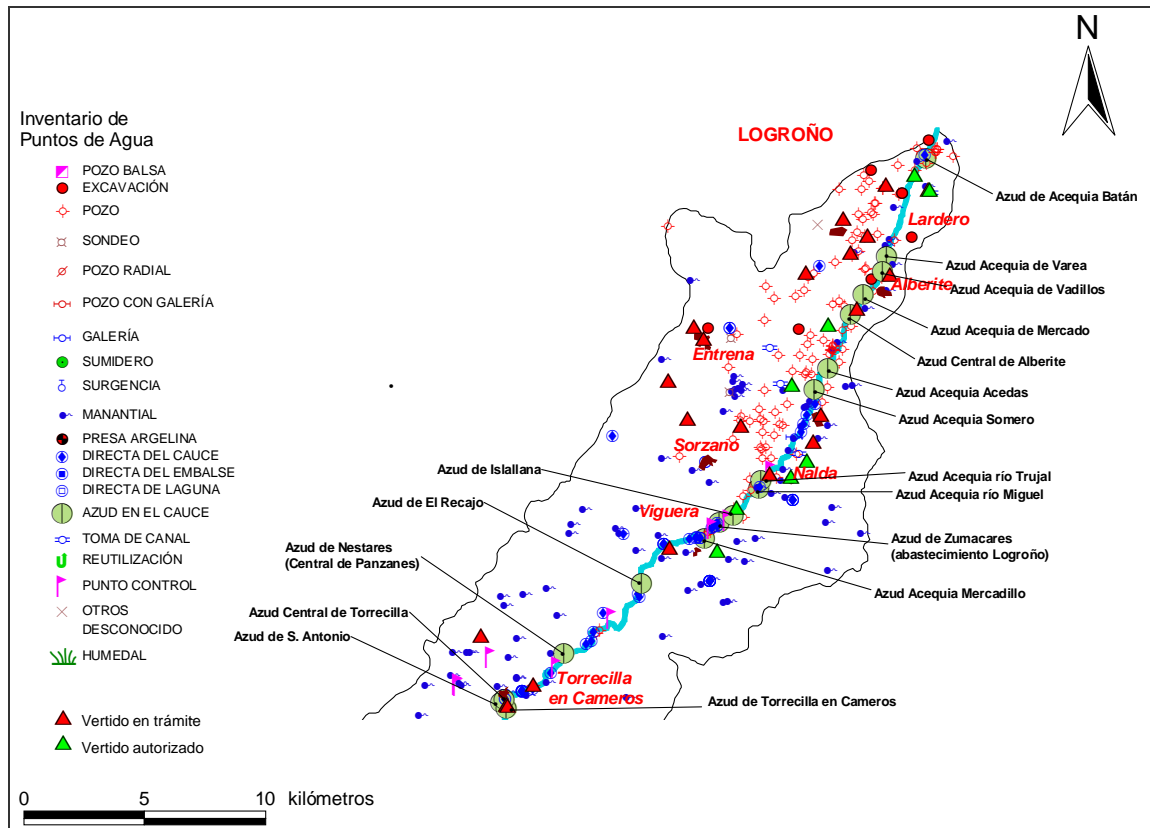 N
Inventario de
Puntos de Agua
POZO BALSA
EXCAVACIÓN
POZO
SONDEO
POZO RADIAL
POZO CON GALERÍA
GALERÍA
SUMIDERO
SURGENCIA
MANANTIAL
PRESA ARGELINA
DIRECTA DEL CAUCE
DIRECTA DEL EMBALSE
DIRECTA DE LAGUNA
AZUD EN EL CAUCE
TOMA DE CANAL
REUTILIZACIÓN
PUNTO CONTROL
OTROS
DESCONOCIDO
HUMEDAL
Vertido en trámite
Vertido autorizado
0 5 10 kilómetros
LOGROÑO
Azud de Acequia Batán
Lardero
Azud Acequia de Varea
Alberite
Azud Acequia de Vadillos
Azud Acequia de Mercado
Entrena
Azud Central de Alberite
Azud Acequia Acedas
Azud Acequia Somero
Sorzano
Azud de Islallana
Nalda
Azud Acequia río Trujal
Azud Acequia río Miguel
Azud de El Recajo
Viguera
Azud de Zumacares
(abastecimiento Logroño)
Azud de Nestares
(Central de Panzanes)
Azud Acequia Mercadillo
Azud Central de Torrecilla
Azud de S. Antonio
Torrecilla
en Cameros
Azud de Torrecilla en Cameros